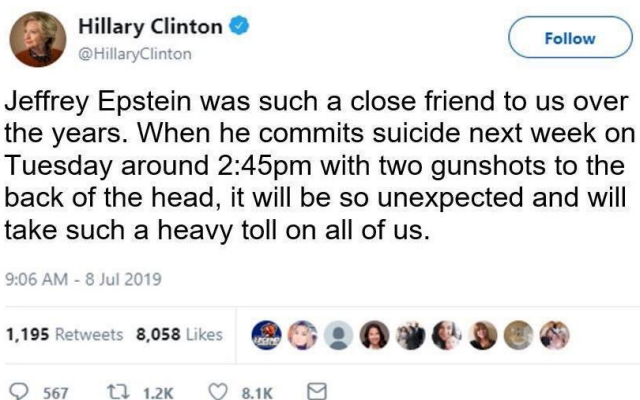 Hillary Clinton
@HillaryClinton
Follow
Jeffrey Epstein was such a close friend to us over
the years. When he commits suicide next week on
Tuesday around 2:45pm with two gunshots to the
back of the head, it will be so unexpected and will
take such a heavy toll on all of us.
9:06 AM - 8 Jul 2019
1,195 Retweets 8,058 Likes
567 1.2K 8.1K